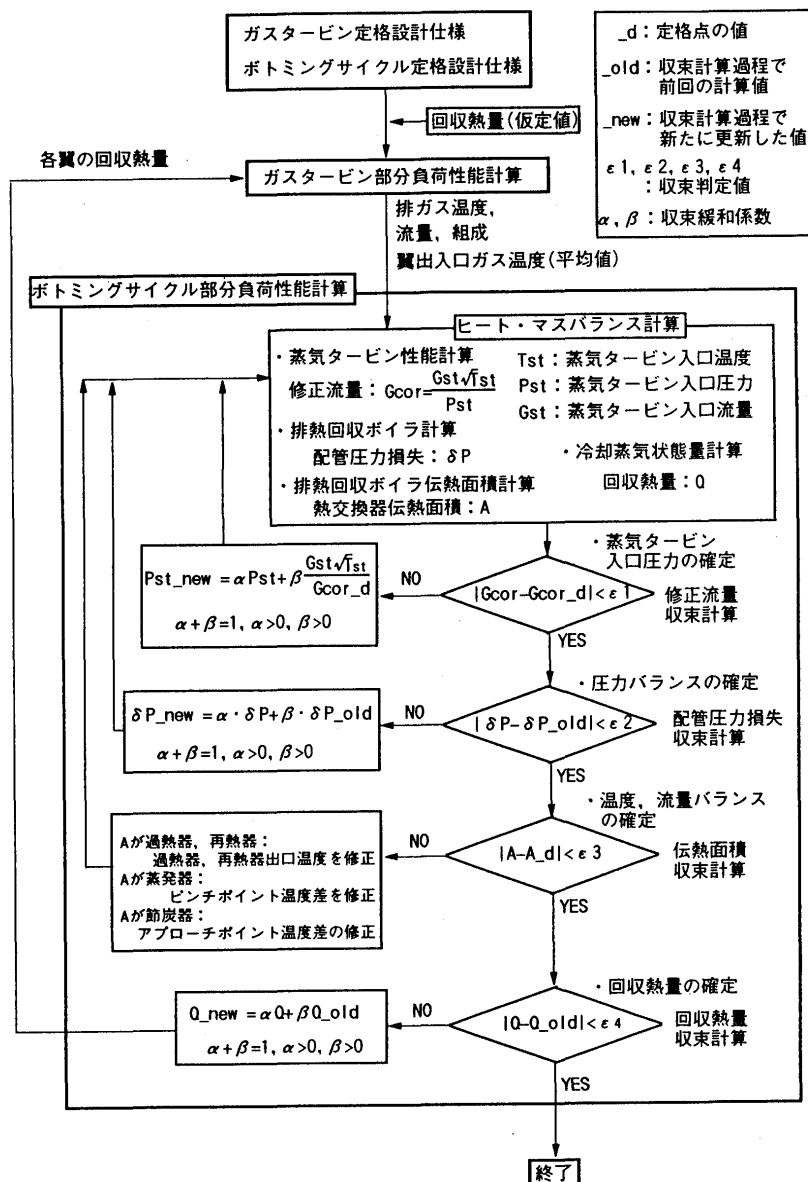 ガスタービン定格設計仕様
ボトミングサイクル定格設計仕様
_d：定格点の値
_old：収束計算過程で
前回の計算値
_new：収束計算過程で
新たに更新した値
ε1, ε2, ε3, ε4
：収束判定値
α, β：収束緩和係数
回収熱量(仮定値)
各翼の回収熱量
ガスタービン部分負荷性能計算
排ガス温度,
流量, 組成
翼出入口ガス温度(平均値)
ボトミングサイクル部分負荷性能計算
ヒート・マスバランス計算
・蒸気タービン性能計算
修正流量：Gcor=Gst√Tst/Pst
・排熱回収ボイラ計算
配管圧力損失：δP
・排熱回収ボイラ伝熱面積計算
熱交換器伝熱面積：A
Tst：蒸気タービン入口温度
Pst：蒸気タービン入口圧力
Gst：蒸気タービン入口流量
・冷却蒸気状態量計算
回収熱量：Q
・蒸気タービン
入口圧力の確定
Pst_new=αPst+βGst√Tst/Gcor_d
α+β=1, α>0, β>0
NO
|Gcor-Gcor_d|<ε1
修正流量
収束計算
YES
・圧力バランスの確定
δP_new=α・δP+β・δP_old
α+β=1, α>0, β>0
NO
|δP-δP_old|<ε2
配管圧力損失
収束計算
YES
・温度, 流量バランス
の確定
Aが過熱器, 再熱器：
過熱器, 再熱器出口温度を修正
Aが蒸発器：
ピンチポイント温度差を修正
Aが節炭器：
アプローチポイント温度差の修正
NO
|A-A_d|<ε3
伝熱面積
収束計算
YES
・回収熱量の確定
Q_new=αQ+βQ_old
α+β=1, α>0, β>0
NO
|Q-Q_old|<ε4
回収熱量
収束計算
YES
終了